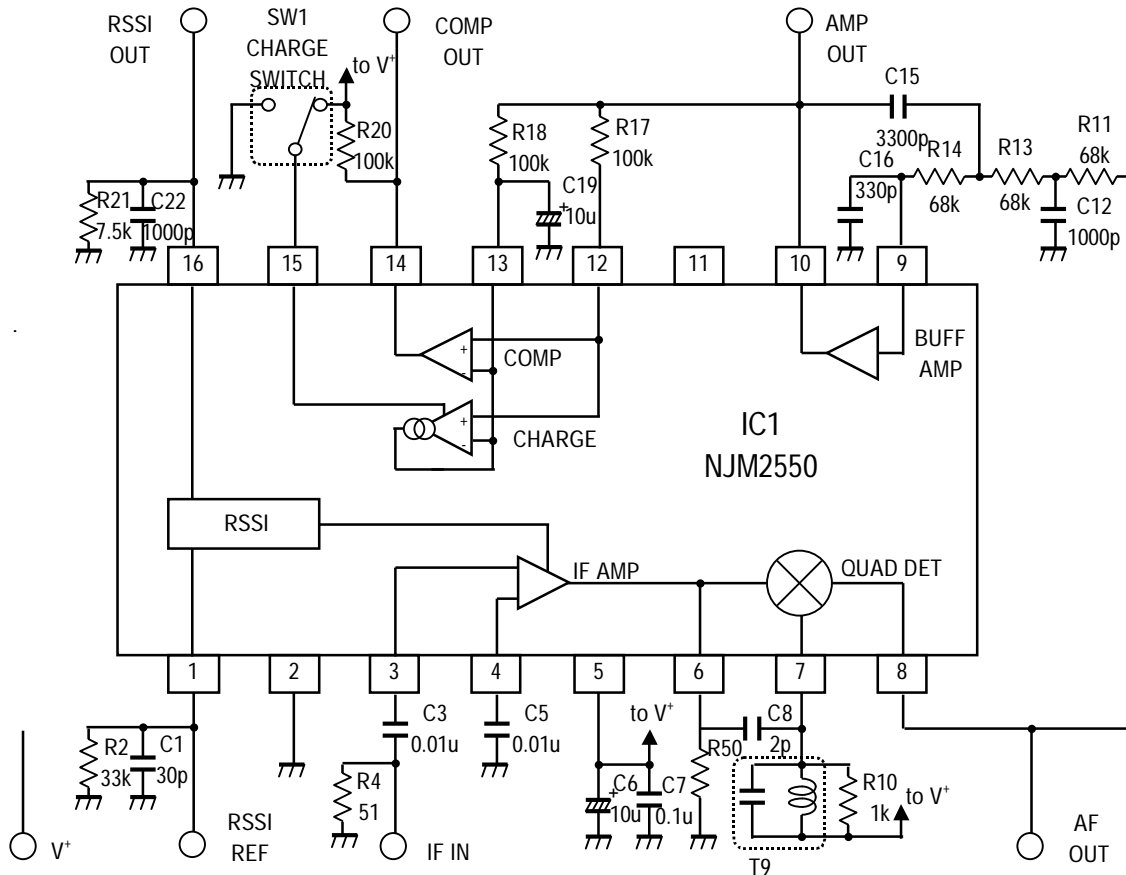 RSSI
OUT
SW1
CHARGE
SWITCH
to V+
COMP
OUT
AMP
OUT
R20
100k
R18
100k
R17
100k
C15
3300p
R14
68k
R13
68k
R11
68k
C16
330p
C12
1000p
C19
+
10u
R21
7.5k
C22
1000p
16
15
14
13
12
11
10
9
+
-
COMP
+
-
CHARGE
BUFF
AMP
IC1
NJM2550
RSSI
IF AMP
QUAD DET
1
2
3
4
5
6
7
8
C3
0.01u
C5
0.01u
to V+
C8
2p
R50
R2
33k
C1
30p
R4
51
C6
+
10u
C7
0.1u
R10
1k
to V+
V+
RSSI
REF
IF IN
T9
AF
OUT